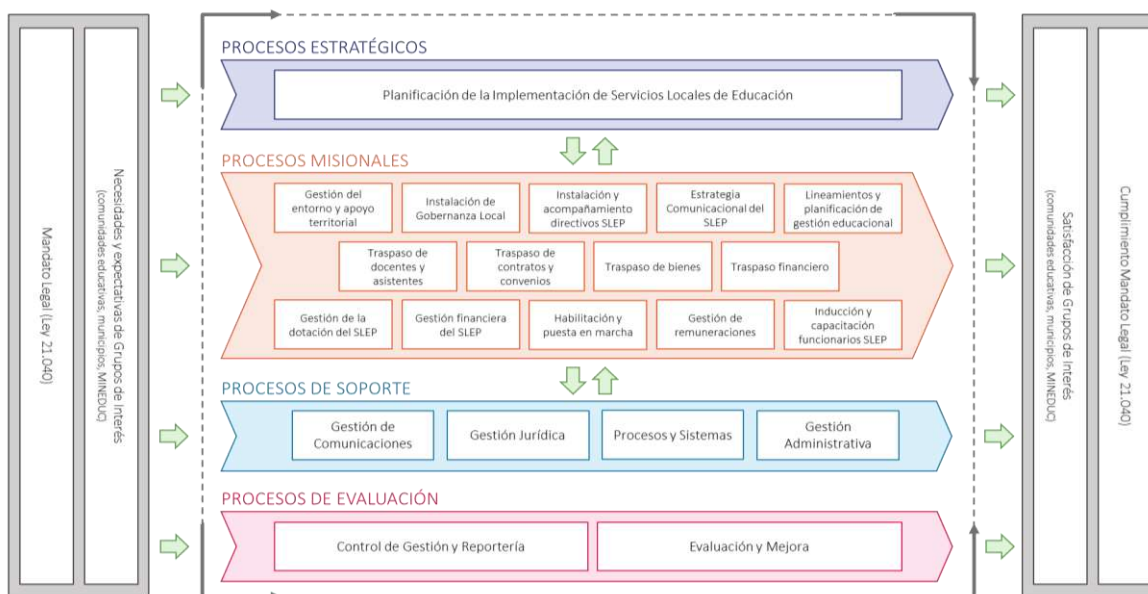 Mandato Legal (Ley 21.040)
Necesidades y expectativas de Grupos de Interés
(comunidades educativas, municipios, MINEDUC)
PROCESOS ESTRATÉGICOS
Planificación de la Implementación de Servicios Locales de Educación
PROCESOS MISIONALES
Gestión del
entorno y apoyo
territorial
Instalación de
Gobernanza Local
Instalación y
acompañamiento
directivos SLEP
Estrategia
Comunicacional del
SLEP
Lineamientos y
planificación de
gestión educacional
Traspaso de
docentes y
asistentes
Traspaso de
contratos y
convenios
Traspaso de bienes
Traspaso financiero
Gestión de la
dotación del SLEP
Gestión financiera
del SLEP
Habilitación y
puesta en marcha
Gestión de
remuneraciones
Inducción y
capacitación
funcionarios SLEP
PROCESOS DE SOPORTE
Gestión de
Comunicaciones
Gestión Jurídica
Procesos y Sistemas
Gestión
Administrativa
PROCESOS DE EVALUACIÓN
Control de Gestión y Reportería
Evaluación y Mejora
Satisfacción de Grupos de Interés
(comunidades educativas, municipios, MINEDUC)
Cumplimiento Mandato Legal (Ley 21.040)